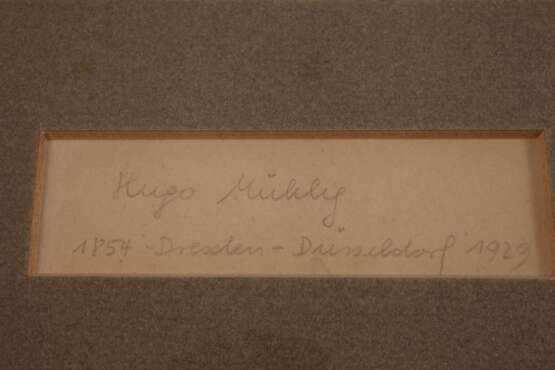 Hugo Mühlig
1854 Dresden - Düsseldorf 1929